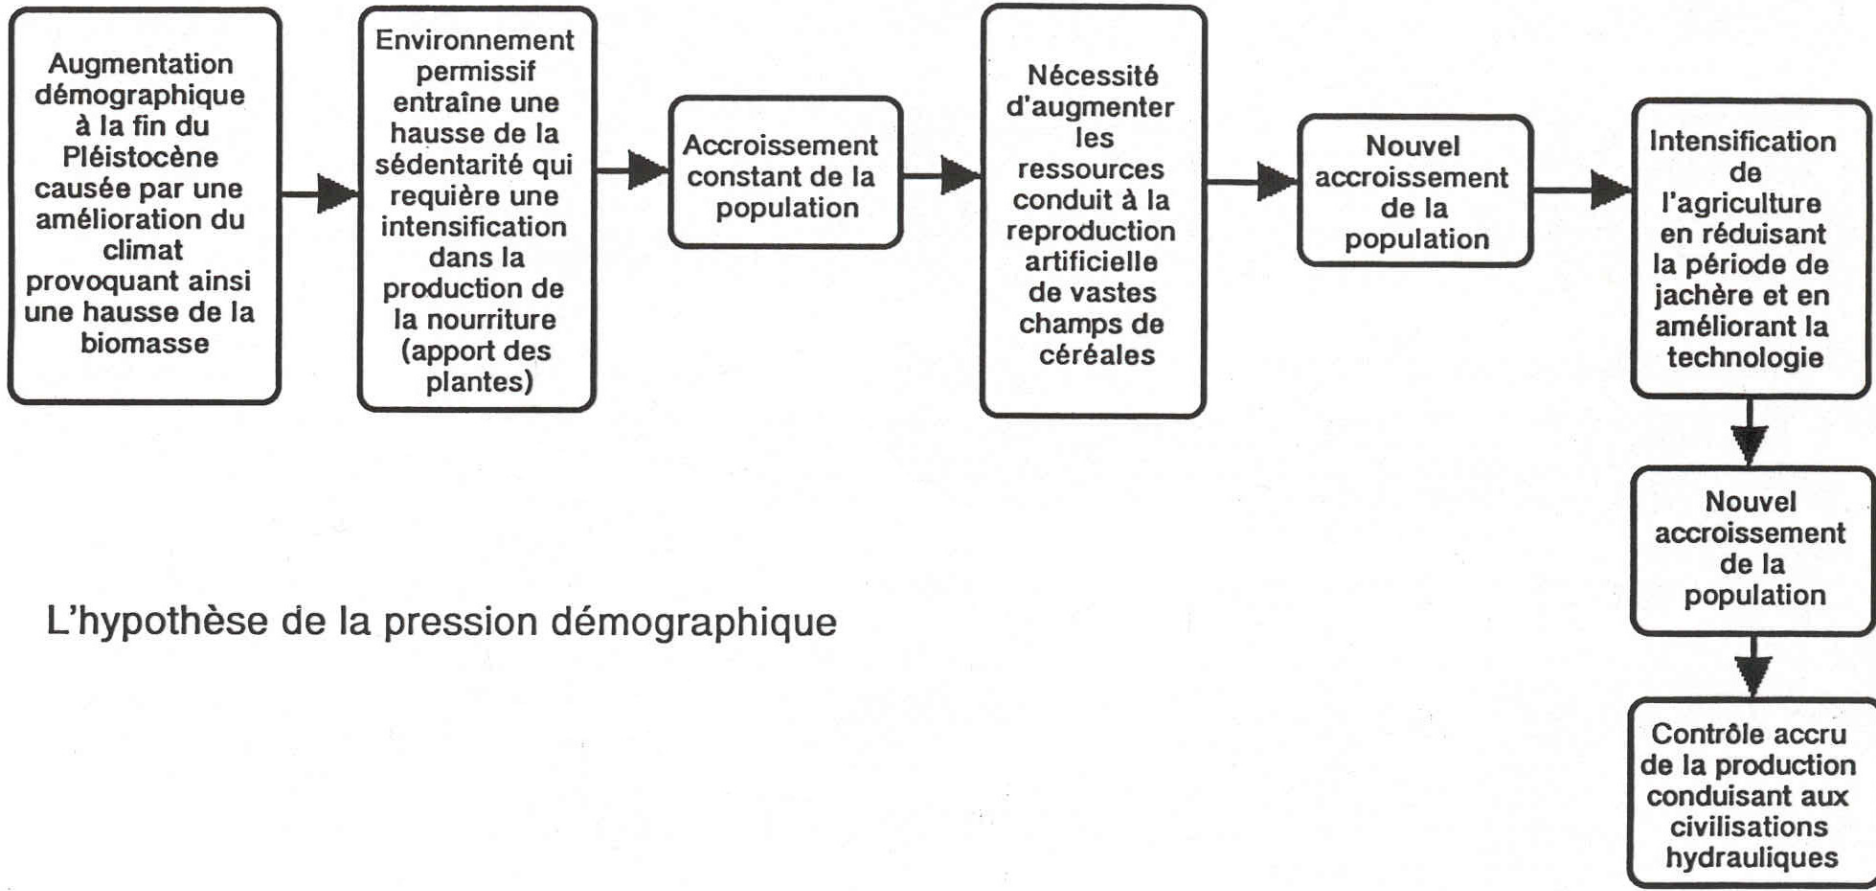 Augmentation
démographique
à la fin du
Pléistocène
causée par une
amélioration du
climat
provoquant ainsi
une hausse de la
biomasse
Environnement
permissif
entraîne une
hausse de la
sédentarité qui
requière une
intensification
dans la
production de
la nourriture
(apport des
plantes)
Accroissement
constant de la
population
Nécessité
d'augmenter
les
ressources
conduit à la
reproduction
artificielle
de vastes
champs de
céréales
Nouvel
accroissement
de la
population
Intensification
de
l'agriculture
en réduisant
la période de
jachère et en
améliorant la
technologie
Nouvel
accroissement
de la
population
Contrôle accru
de la production
conduisant aux
civilisations
hydrauliques
L'hypothèse de la pression démographique